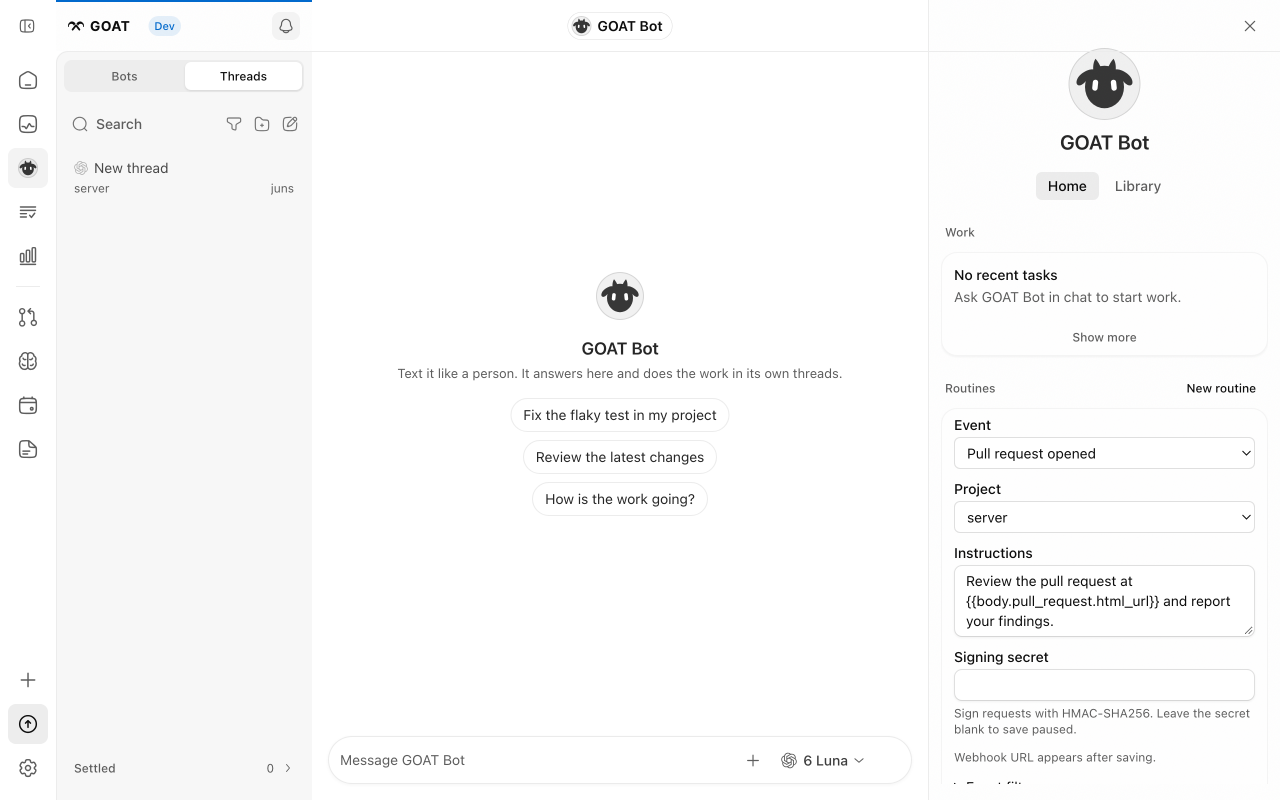 GOAT
Dev
GOAT Bot
Bots
Threads
Search
New thread
server
juns
Settled
0
GOAT Bot
Text it like a person. It answers here and does the work in its own threads.
Fix the flaky test in my project
Review the latest changes
How is the work going?
Message GOAT Bot
6 Luna
GOAT Bot
Home
Library
Work
No recent tasks
Ask GOAT Bot in chat to start work.
Show more
Routines
New routine
Event
Pull request opened
Project
server
Instructions
Review the pull request at
{{body.pull_request.html_url}} and report
your findings.
Signing secret
Sign requests with HMAC-SHA256. Leave the secret
blank to save paused.
Webhook URL appears after saving.